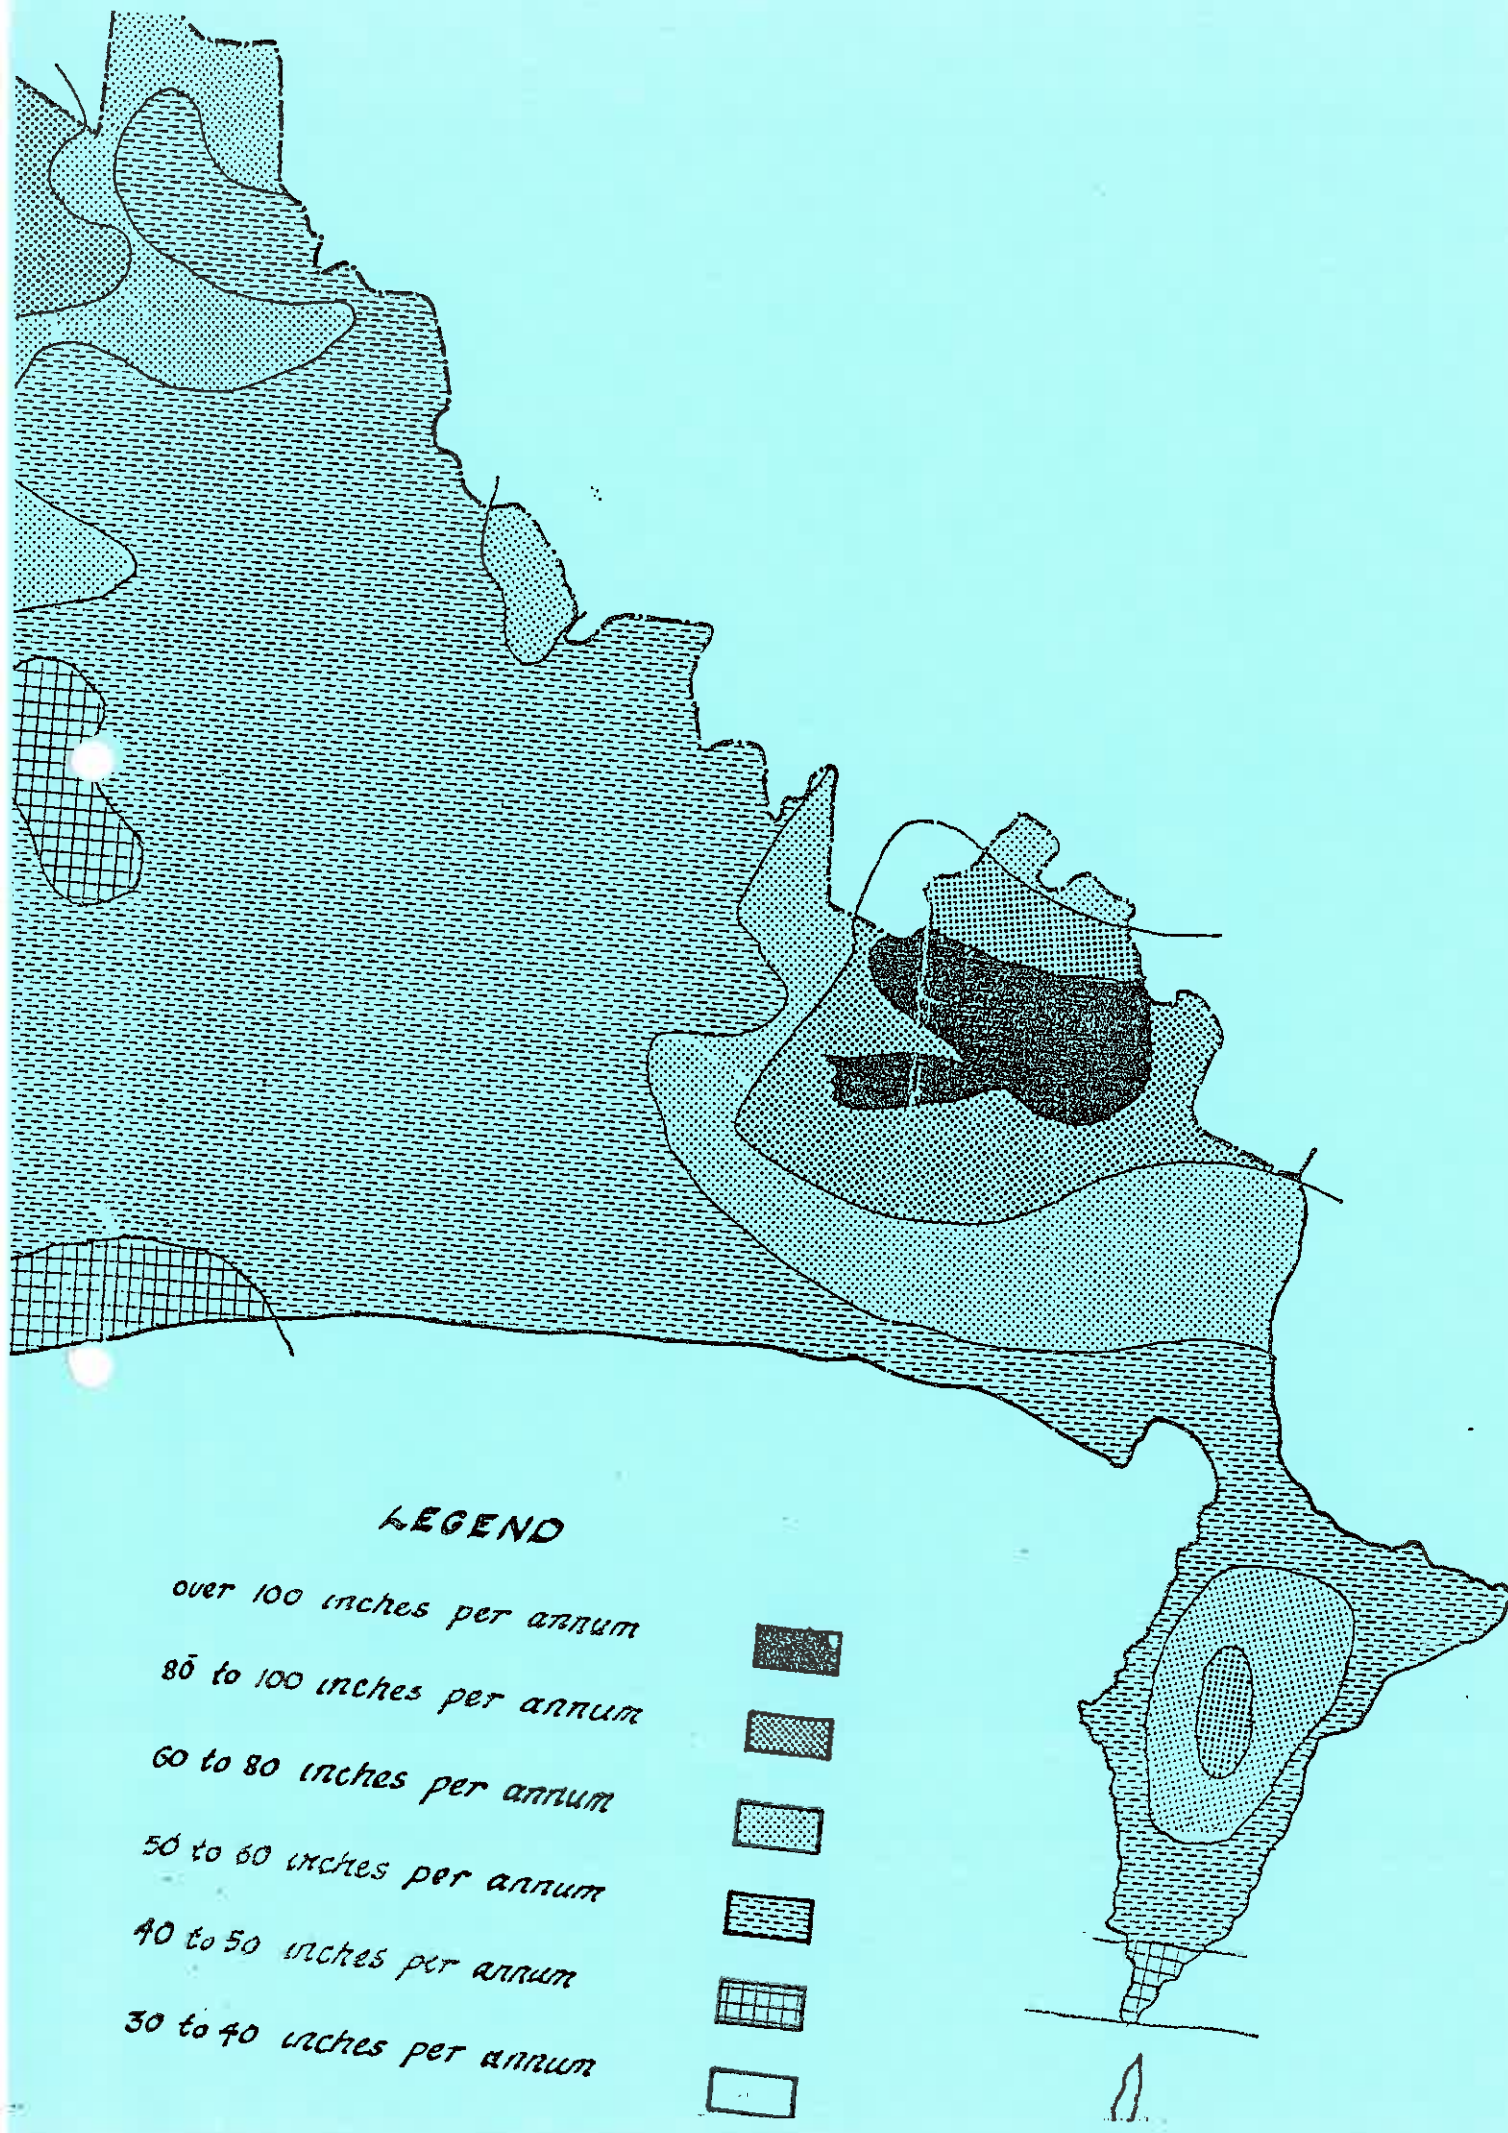 LEGEND
over 100 inches per annum
80 to 100 inches per annum
60 to 80 inches per annum
50 to 60 inches per annum
40 to 50 inches per annum
30 to 40 inches per annum